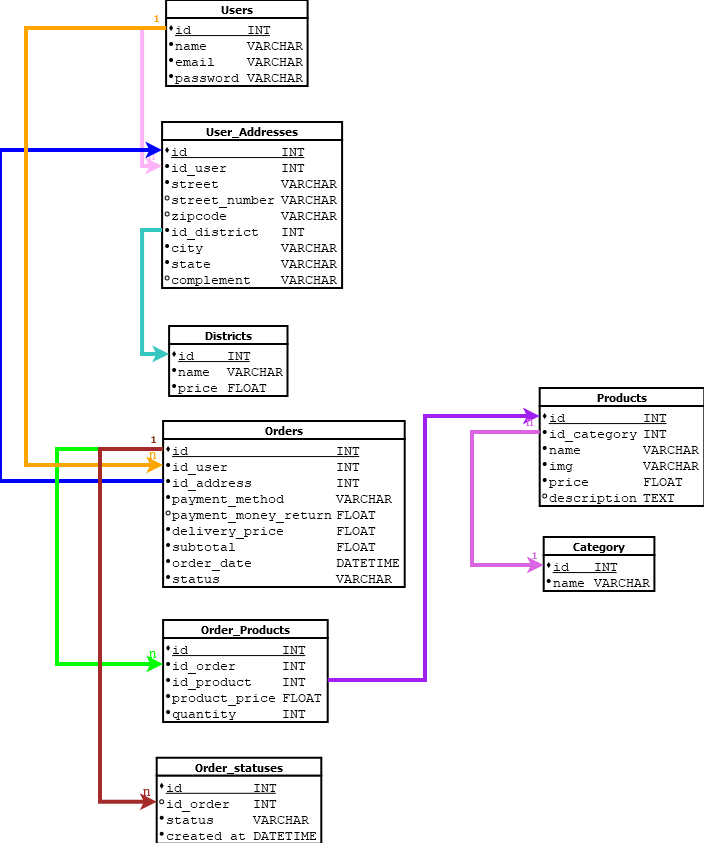 Users
1
id INT
name VARCHAR
email VARCHAR
password VARCHAR
User_Addresses
id INT
id_user INT
street VARCHAR
street_number VARCHAR
zipcode VARCHAR
id_district INT
city VARCHAR
state VARCHAR
complement VARCHAR
Districts
id INT
name VARCHAR
price FLOAT
Orders
1
id INT
n
id_user INT
id_address INT
payment_method VARCHAR
payment_money_return FLOAT
delivery_price FLOAT
subtotal FLOAT
order_date DATETIME
status VARCHAR
Products
id INT
n
id_category INT
name VARCHAR
img VARCHAR
price FLOAT
description TEXT
Category
1
id INT
name VARCHAR
Order_Products
id INT
n
id_order INT
id_product INT
product_price FLOAT
quantity INT
Order_statuses
id INT
n
id_order INT
status VARCHAR
created_at DATETIME